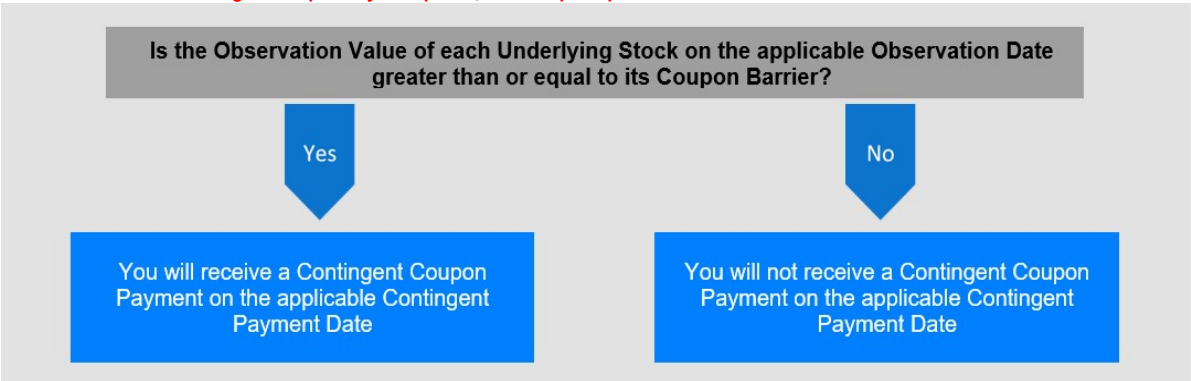 Is the Observation Value of each Underlying Stock on the applicable Observation Date
greater than or equal to its Coupon Barrier?
Yes
No
You will receive a Contingent Coupon
Payment on the applicable Contingent
Payment Date
You will not receive a Contingent Coupon
Payment on the applicable Contingent
Payment Date